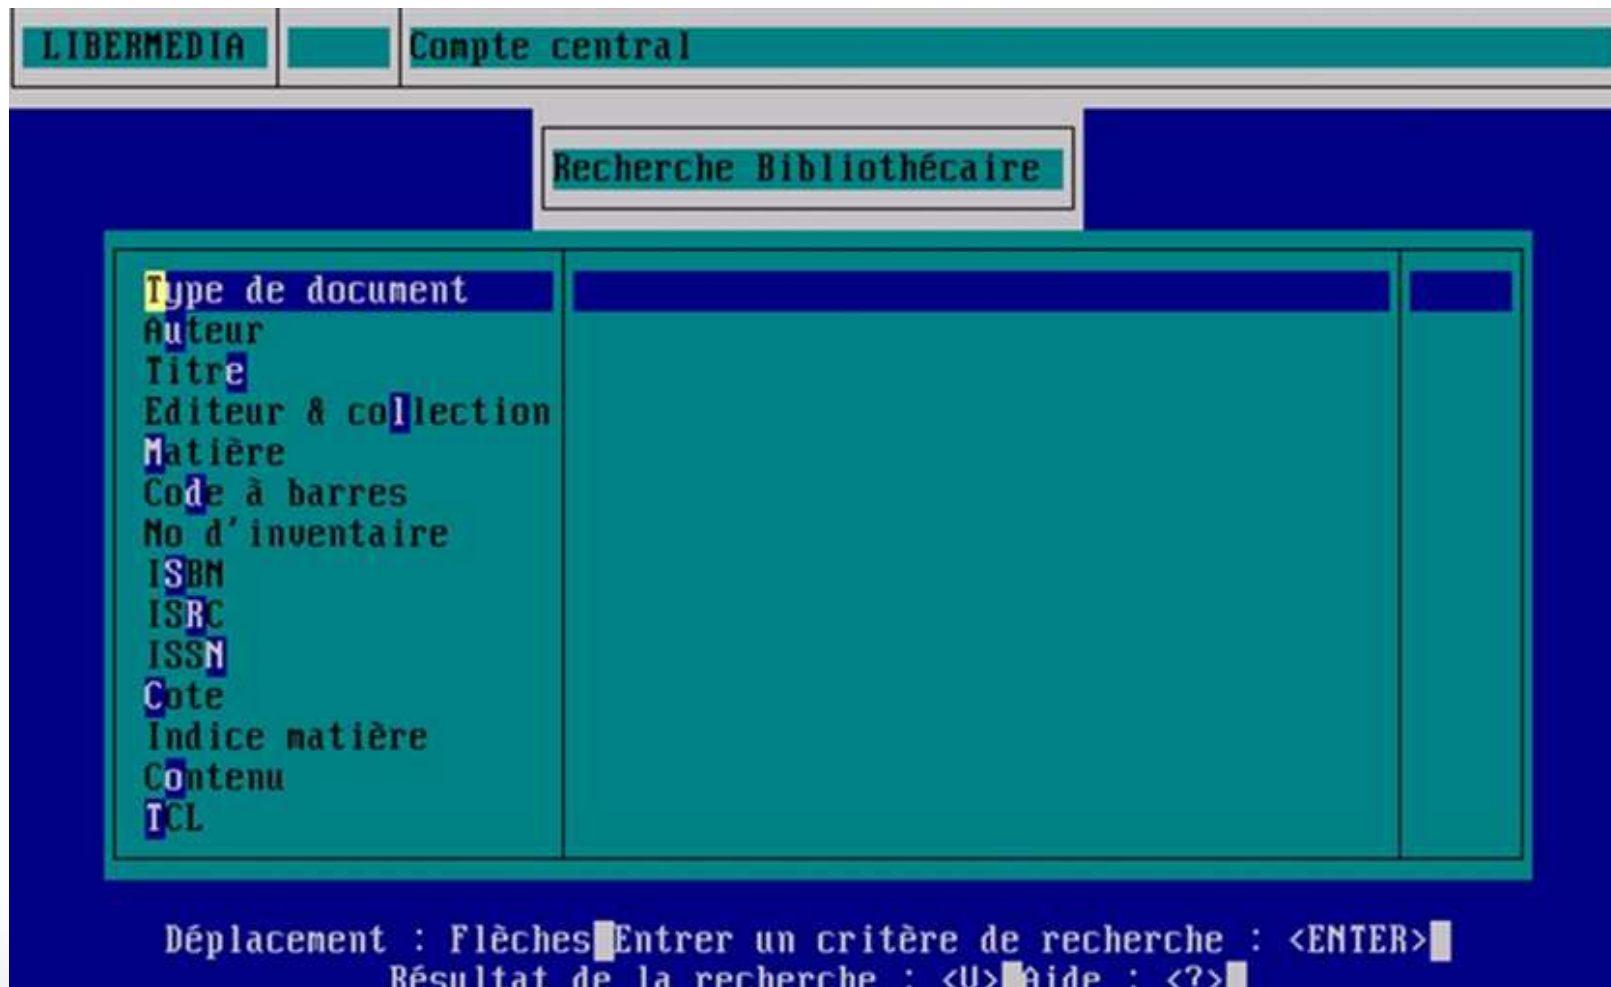 LIBERMEDIA Compte central
Recherche Bibliothécaire
Type de document
Auteur
Titre
Editeur & collection
Matière
Code à barres
No d'inventaire
ISBN
ISRC
ISSN
Cote
Indice matière
Contenu
TCL
Déplacement : Flèches Entrer un critère de recherche : <ENTER>
Résultat de la recherche : <V> Aide : <?>